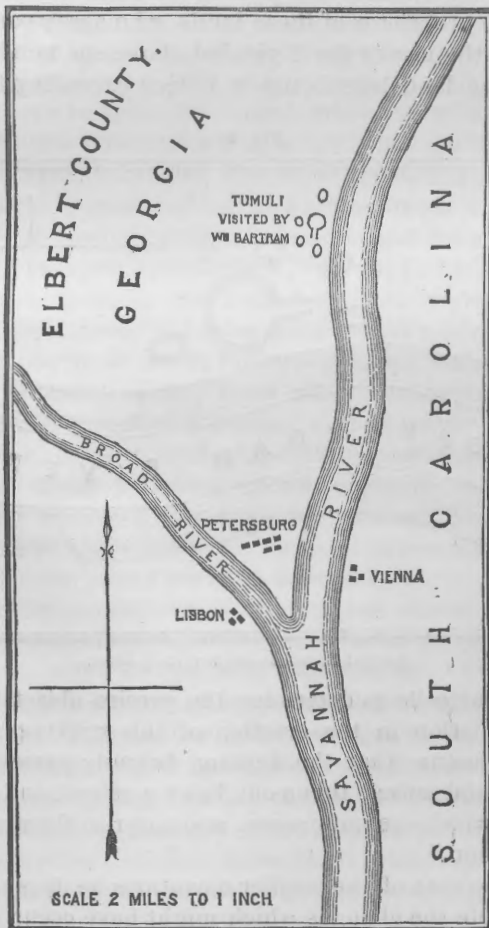 ELBERT COUNTY.
GEORGIA
TUMULI
VISITED BY
WM BARTRAM
SOUTH CAROLINA
BROAD RIVER
PETERSBURG
SAVANNAH RIVER
VIENNA
LISBON
SCALE 2 MILES TO 1 INCH